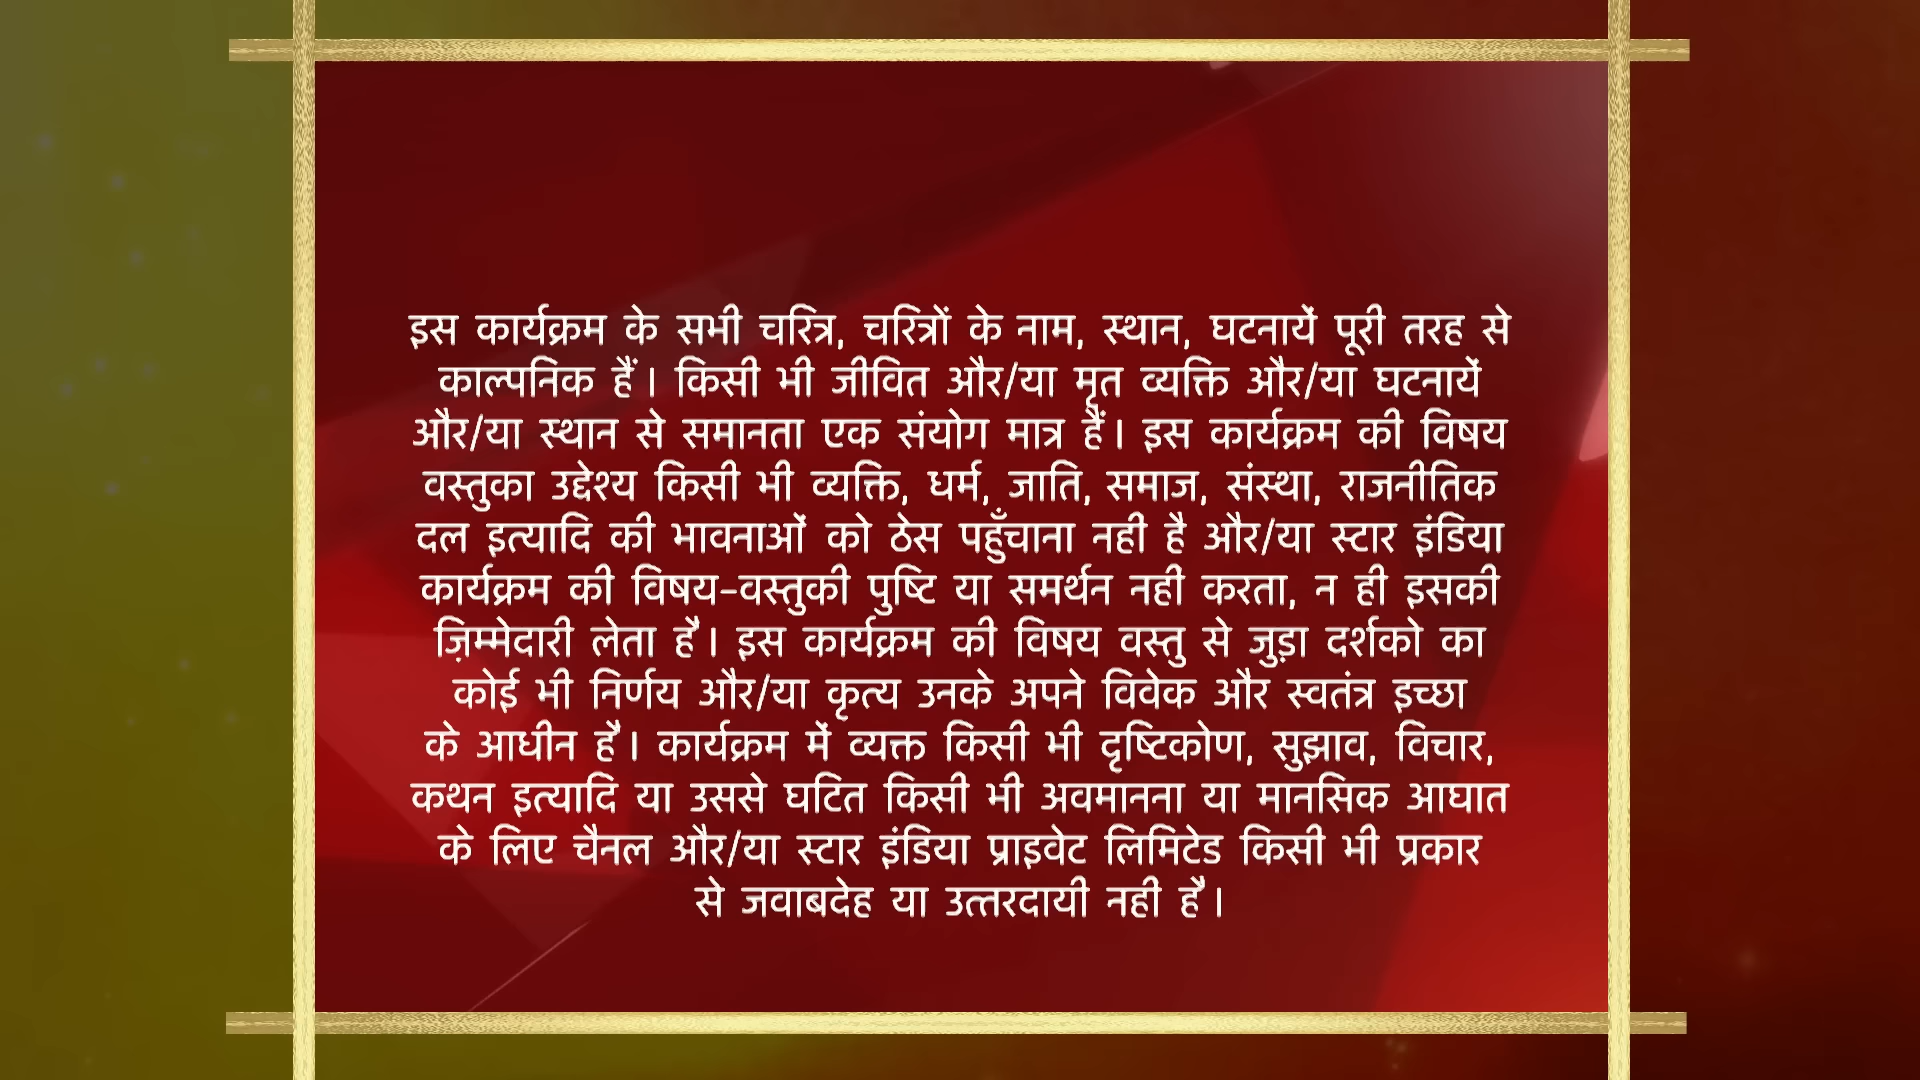 इस कार्यक्रम के सभी चरित्र, चरित्रों के नाम, स्थान, घटनायें पूरी तरह से
काल्पनिक हैं। किसी भी जीवित और/या मृत व्यक्ति और/या घटनायें
और/या स्थान से समानता एक संयोग मात्र हैं। इस कार्यक्रम की विषय
वस्तुका उद्देश्य किसी भी व्यक्ति, धर्म, जाति, समाज, संस्था, राजनीतिक
दल इत्यादि की भावनाओं को ठेस पहुँचाना नही है और/या स्टार इंडिया
कार्यक्रम की विषय-वस्तुकी पुष्टि या समर्थन नहीं करता, न ही इसकी
ज़िम्मेदारी लेता है। इस कार्यक्रम की विषय वस्तु से जुड़ा दर्शको का
कोई भी निर्णय और/या कृत्य उनके अपने विवेक और स्वतंत्र इच्छा
के आधीन है। कार्यक्रम में व्यक्त किसी भी दृष्टिकोण, सुझाव, विचार,
कथन इत्यादि या उससे घटित किसी भी अवमानना या मानसिक आघात
के लिए चैनल और/या स्टार इंडिया प्राइवेट लिमिटेड किसी भी प्रकार
से जवाबदेह या उत्तरदायी नही है।